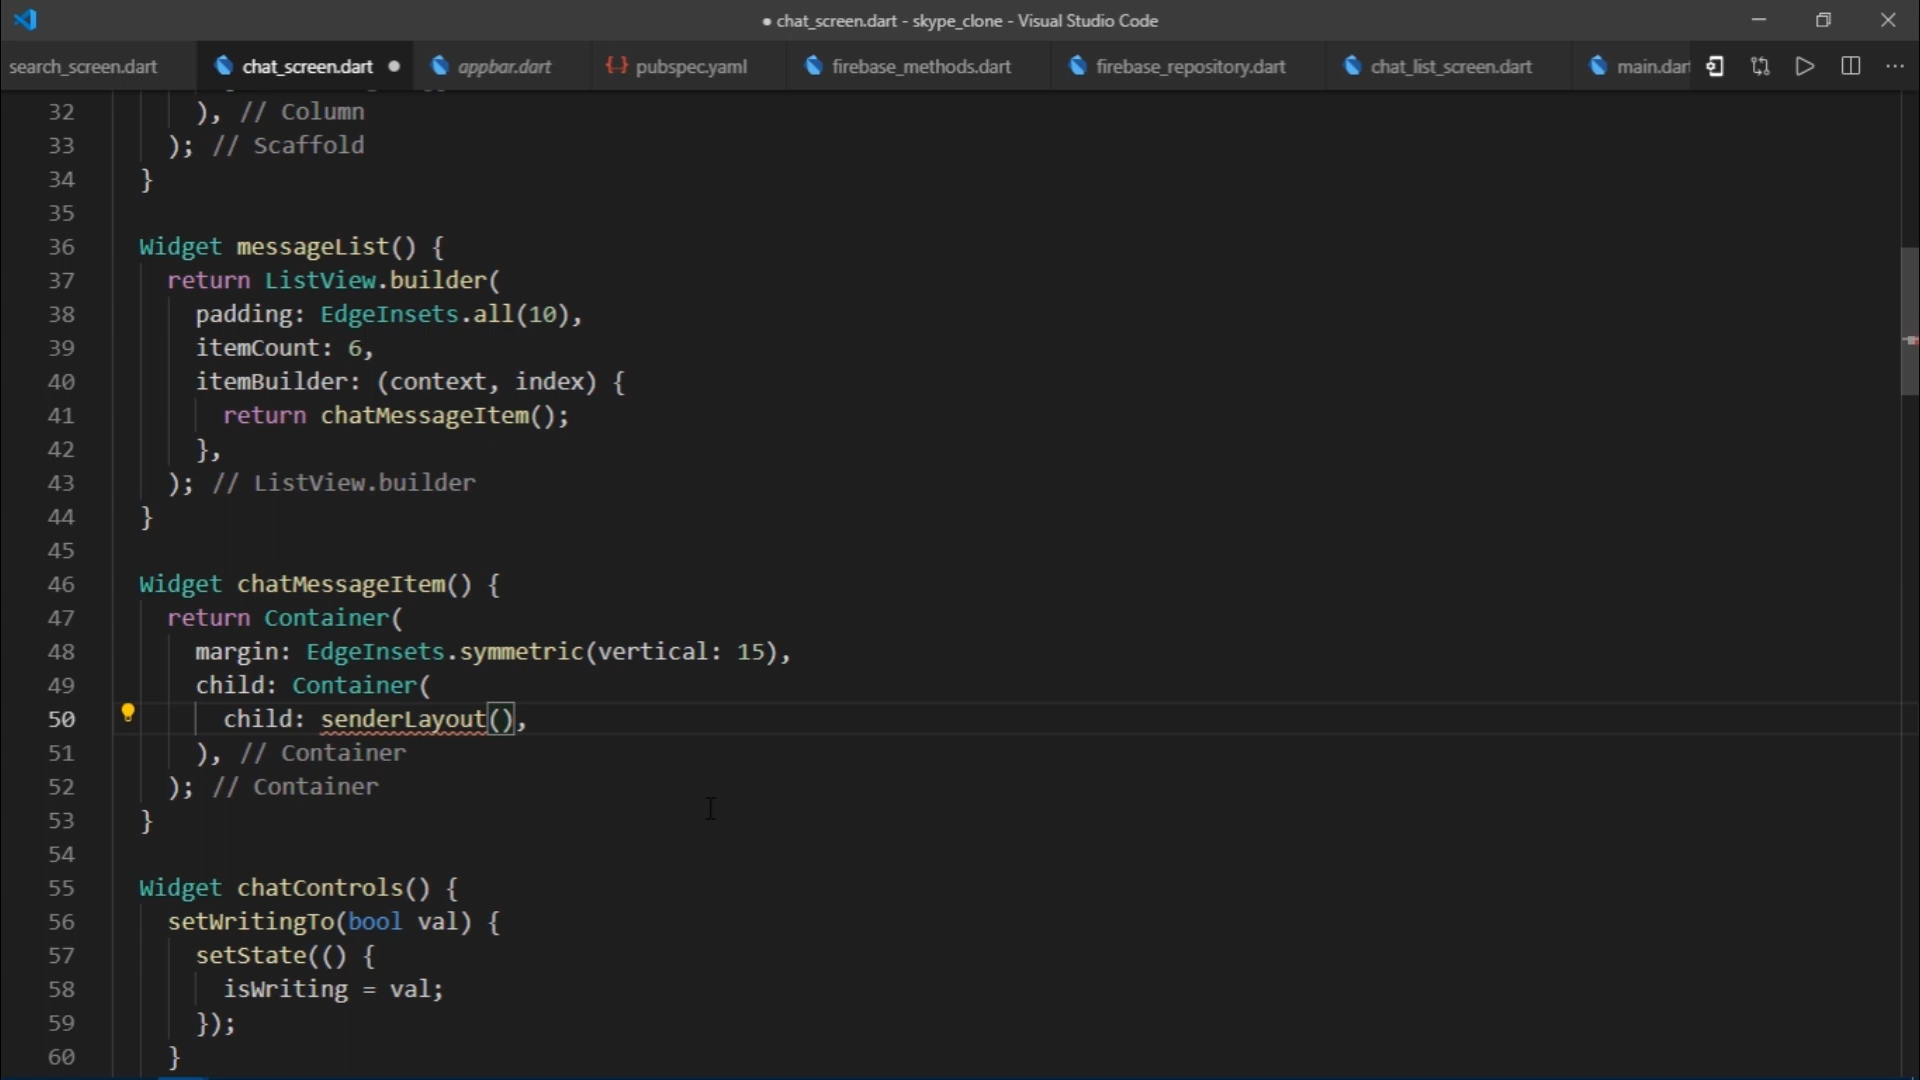 ● chat_screen.dart - skype_clone - Visual Studio Code
search_screen.dart chat_screen.dart ● appbar.dart {} pubspec.yaml firebase_methods.dart firebase_repository.dart chat_list_screen.dart main.dart ···
32 ), // Column
33 ); // Scaffold
34 }
35
36 Widget messageList() {
37 return ListView.builder(
38 padding: EdgeInsets.all(10),
39 itemCount: 6,
40 itemBuilder: (context, index) {
41 return chatMessageItem();
42 },
43 ); // ListView.builder
44 }
45
46 Widget chatMessageItem() {
47 return Container(
48 margin: EdgeInsets.symmetric(vertical: 15),
49 child: Container(
50 child: senderLayout(),
51 ), // Container
52 ); // Container
53 }
54
55 Widget chatControls() {
56 setWritingTo(bool val) {
57 setState(() {
58 isWriting = val;
59 });
60 }